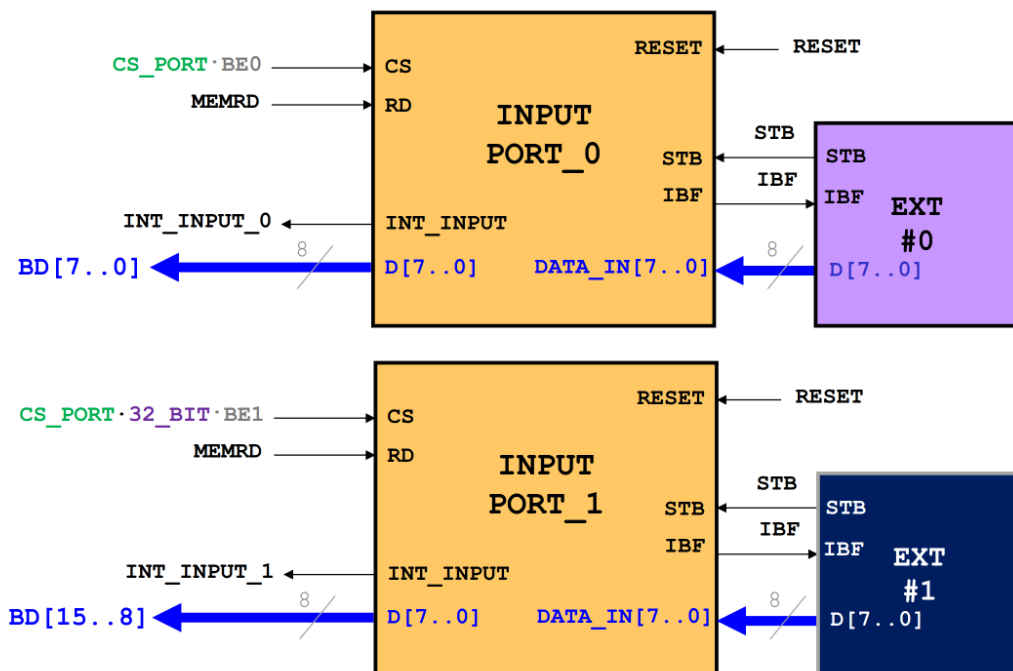 RESET
RESET
CS_PORT·BE0
CS
MEMRD
RD
INPUT
PORT_0
STB
STB
STB
IBF
IBF
IBF
EXT
#0
INT_INPUT_0
INT_INPUT
8
8
BD[7..0]
D[7..0]
DATA_IN[7..0]
D[7..0]
RESET
RESET
CS_PORT·32_BIT·BE1
CS
MEMRD
RD
INPUT
PORT_1
STB
STB
STB
IBF
IBF
IBF
EXT
#1
INT_INPUT_1
INT_INPUT
8
8
BD[15..8]
D[7..0]
DATA_IN[7..0]
D[7..0]